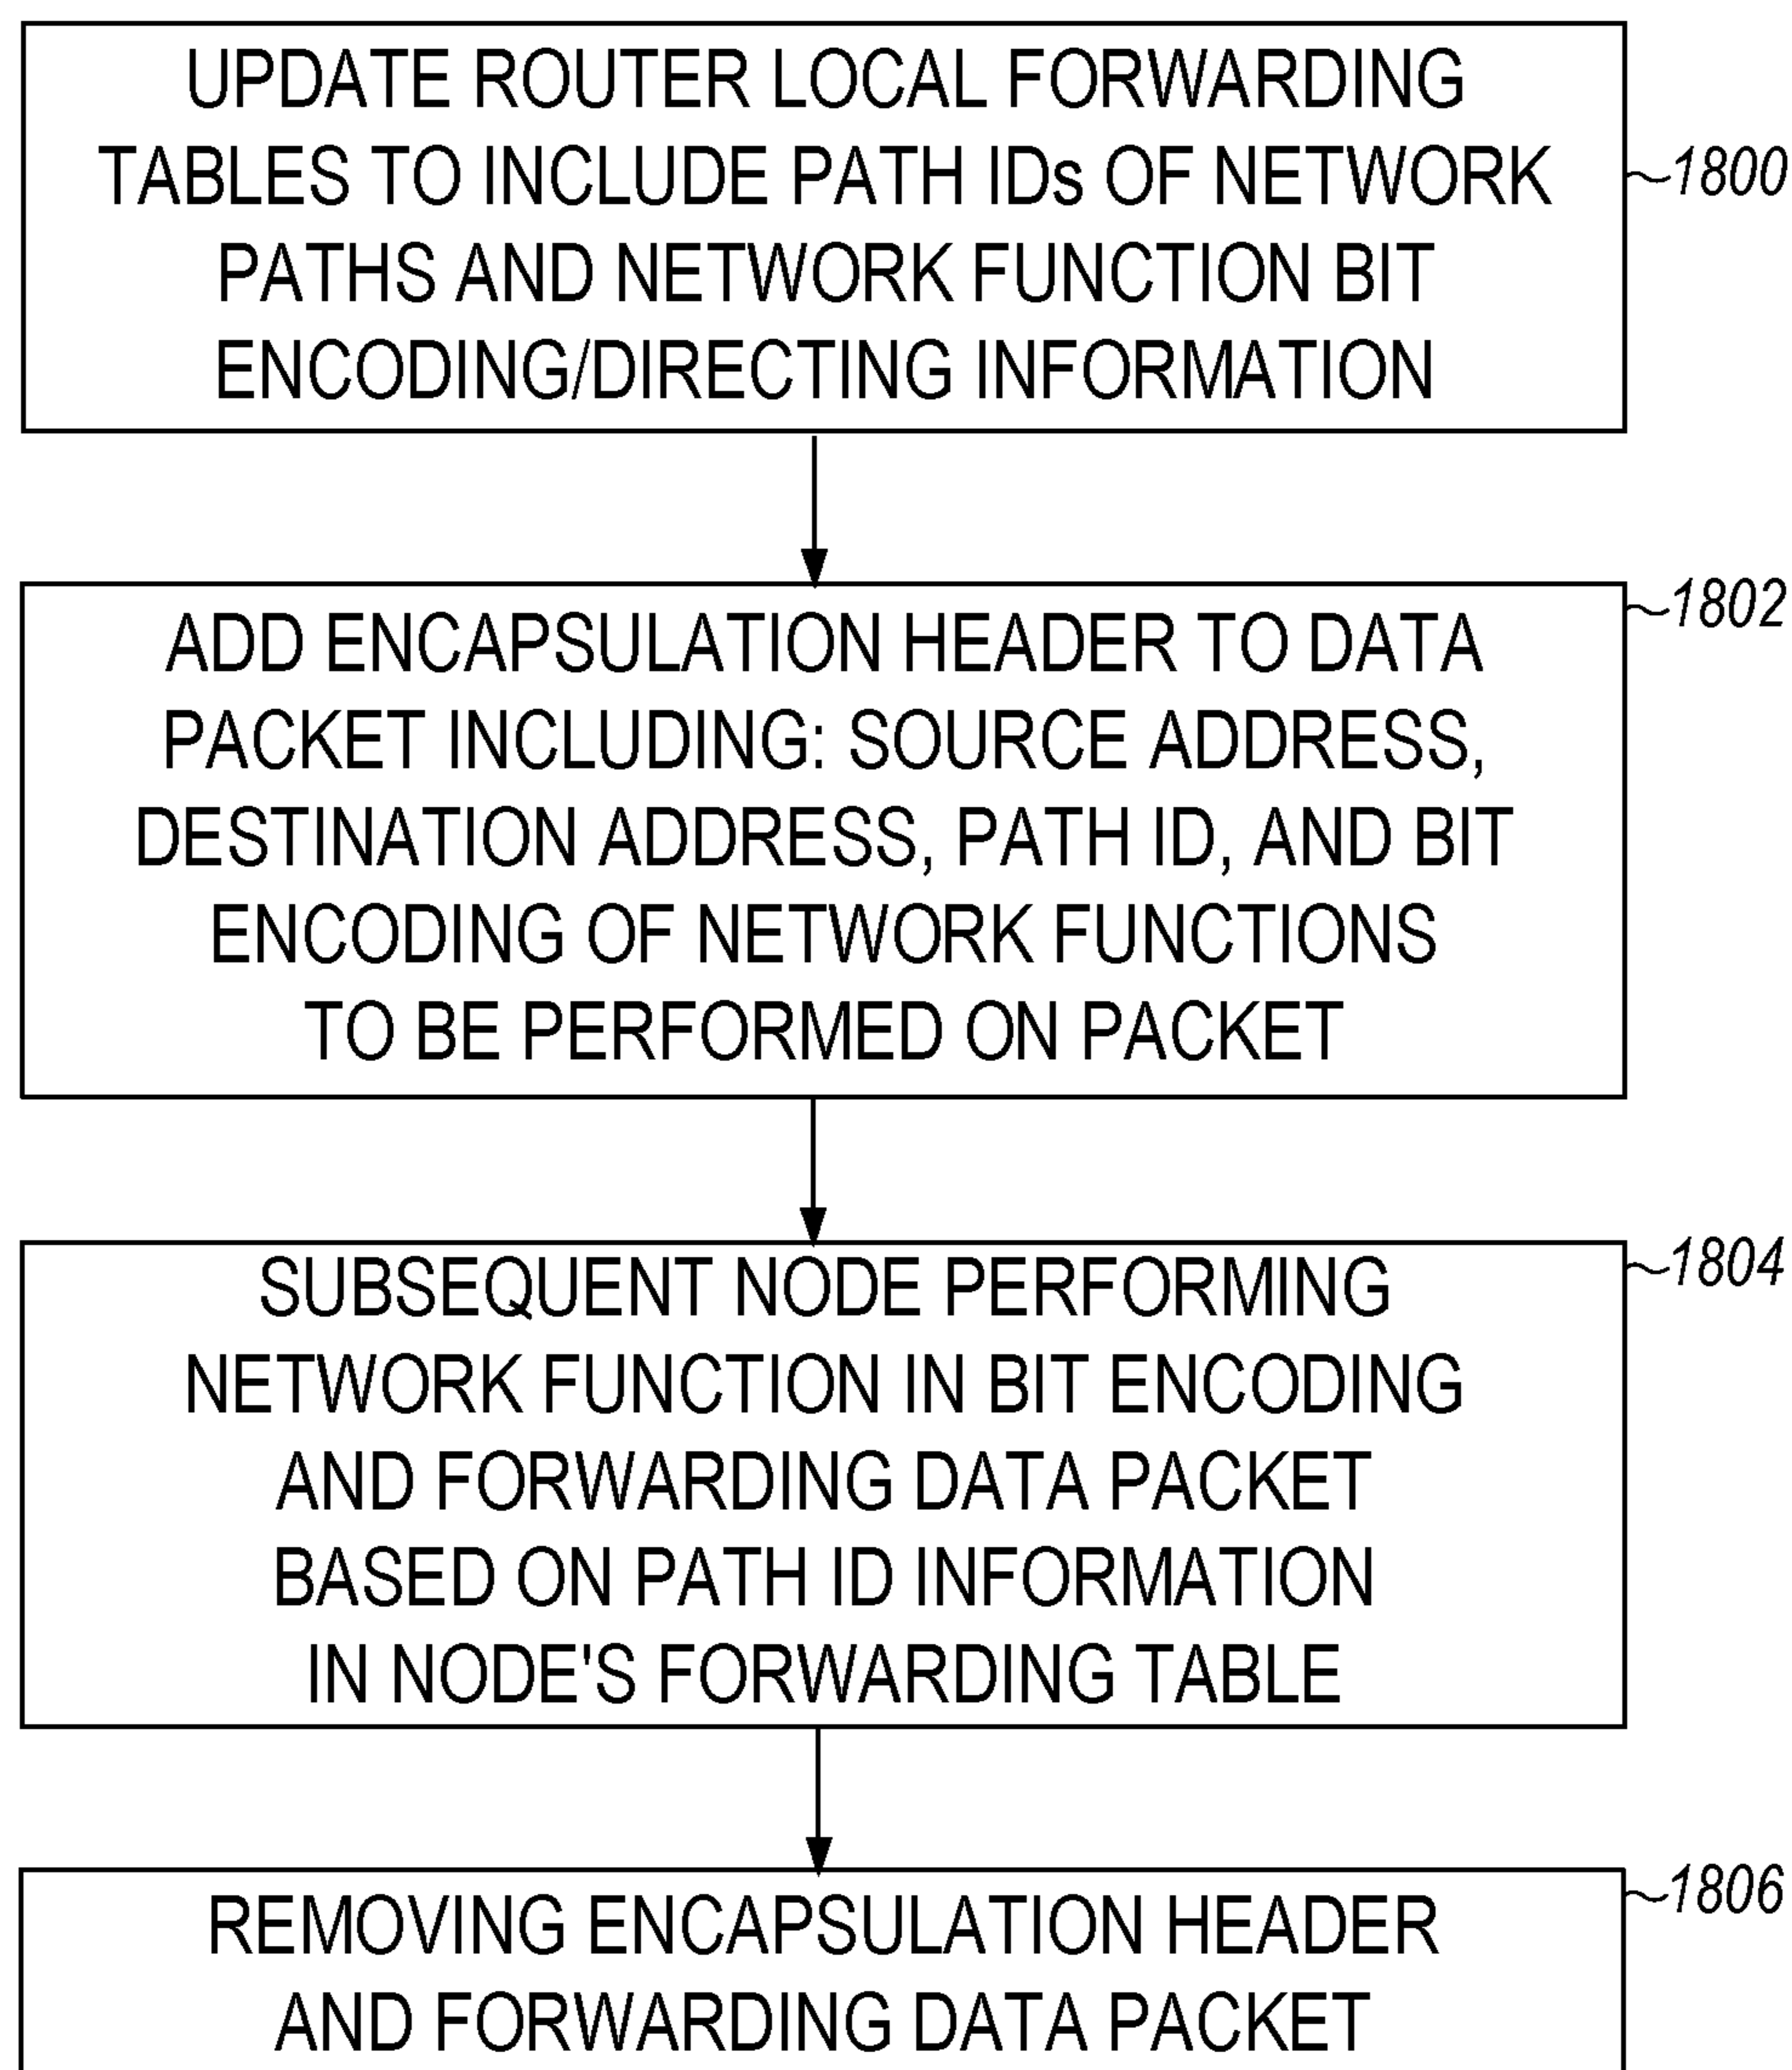 UPDATE ROUTER LOCAL FORWARDING
TABLES TO INCLUDE PATH IDs OF NETWORK
PATHS AND NETWORK FUNCTION BIT
ENCODING/DIRECTING INFORMATION
1800
ADD ENCAPSULATION HEADER TO DATA
PACKET INCLUDING: SOURCE ADDRESS,
DESTINATION ADDRESS, PATH ID, AND BIT
ENCODING OF NETWORK FUNCTIONS
TO BE PERFORMED ON PACKET
1802
SUBSEQUENT NODE PERFORMING
NETWORK FUNCTION IN BIT ENCODING
AND FORWARDING DATA PACKET
BASED ON PATH ID INFORMATION
IN NODE'S FORWARDING TABLE
1804
REMOVING ENCAPSULATION HEADER
AND FORWARDING DATA PACKET
1806